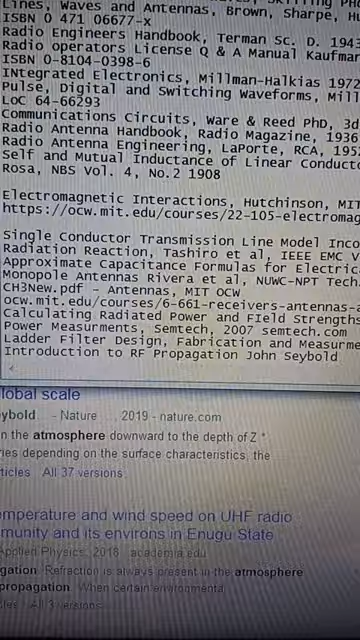 Lines, Waves and Antennas, Brown, Sharpe, H
ISBN 0 471 06677-x
Radio Engineers Handbook, Terman Sc. D. 1943
Radio operators License Q & A Manual Kaufman
ISBN 0-8104-0398-6
INtegrated Electronics, Millman-Halkias 1972
Pulse, Digital and Switching Waveforms, Mill
LoC 64-66293
Communications Circuits, Ware & Reed PhD, 3d
Radio Antenna Handbook, Radio Magazine, 1936
Radio Antenna Engineering, LaPorte, RCA, 195
Self and Mutual Inductance of Linear Conducto
Rosa, NBS Vol. 4, No.2 1908
Electromagnetic Interactions, Hutchinson, MIT
https://ocw.mit.edu/courses/22-105-electromag
Single Conductor Transmission Line Model Inco
Radiation Reaction, Tashiro et al, IEEE EMC V
Approximate Capacitance Formulas for Electric
Monopole Antennas Rivera et al, NUWC-NPT Tech
CH3New.pdf - Antennas, MIT OCW
ocw.mit.edu/courses/6-661-receivers-antennas-a
Calculating Radiated Power and FIeld Strengths
Power Measurments, Semtech, 2007 semtech.com
Ladder Filter Design, Fabrication and Measureme
Introduction to RF Propagation John Seybold
lobal scale
eybold ... - Nature ..., 2019 - nature.com
n the atmosphere downward to the depth of Z *
ries depending on the surface characteristics, the
ticles All 37 versions
emperature and wind speed on UHF radio
munity and its environs in Enugu State
Applied Physics, 2018 - academia.edu
gation. Refraction is always present in the atmosphere
propagation. When certain environmenta
cles All 3 versions